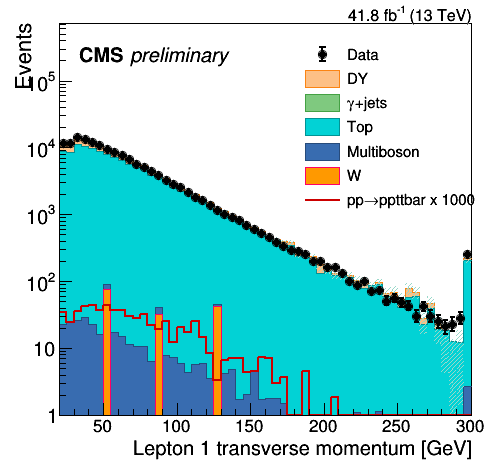 41.8 fb⁻¹ (13 TeV)
CMS preliminary
Events
Data
DY
γ+jets
Top
Multiboson
W
pp→ppttbar x 1000
10⁵
10⁴
10³
10²
10
1
50 100 150 200 250 300
Lepton 1 transverse momentum [GeV]